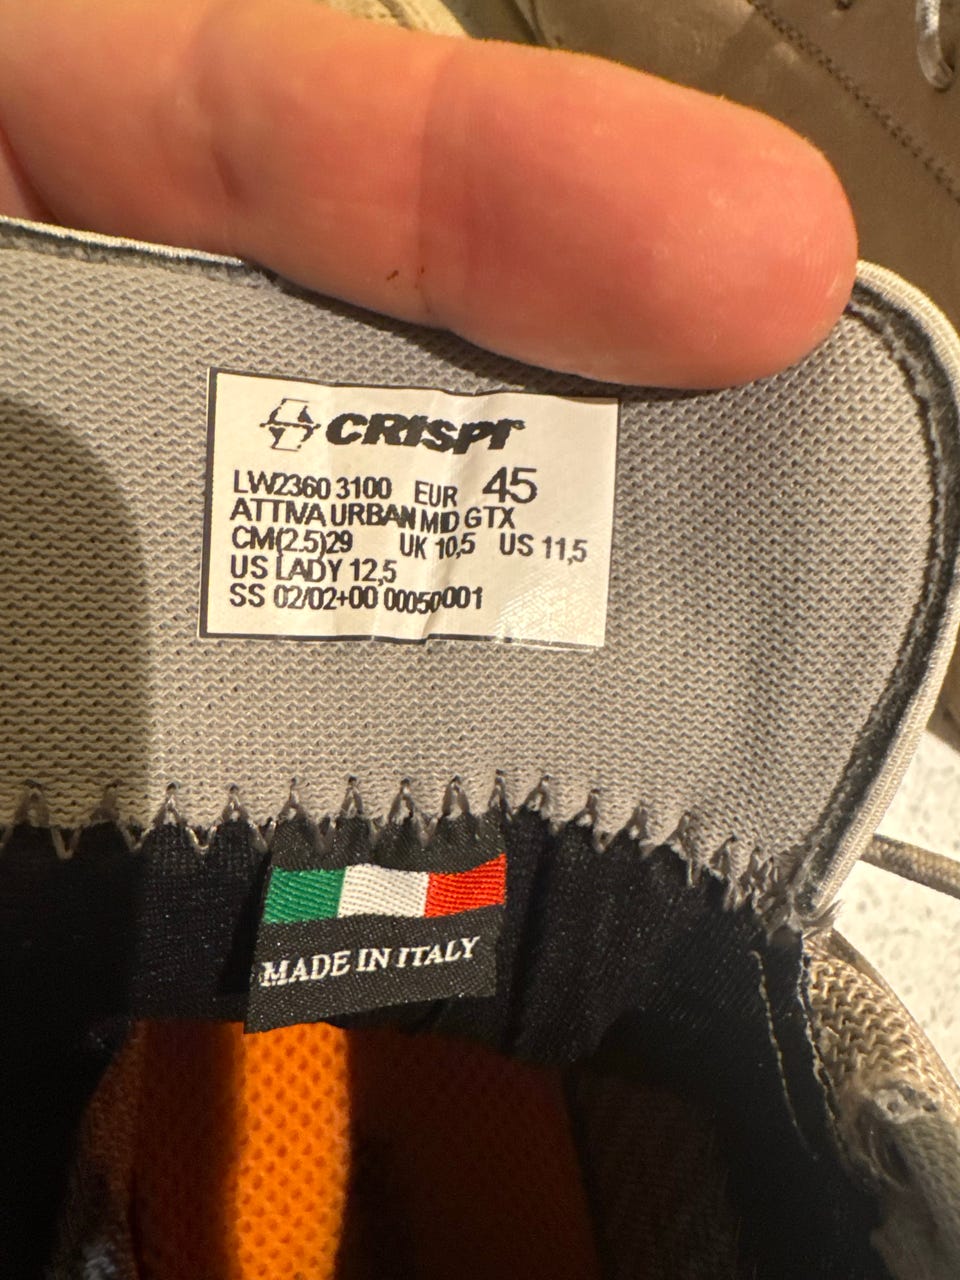 CRISPI
LW2360 3100 EUR 45
ATTIVA URBAN MID GTX
CM(2.5)29 UK 10,5 US 11,5
US LADY 12,5
SS 02/02+00 00050001
MADE IN ITALY